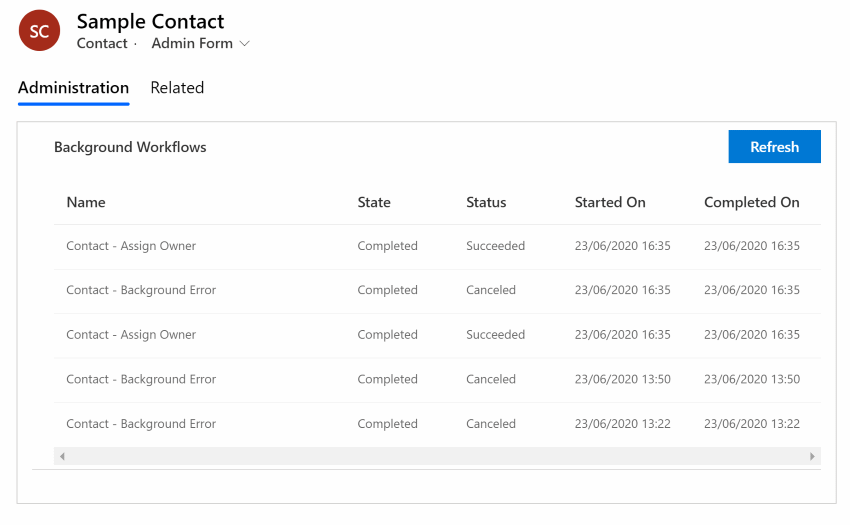 SC
Sample Contact
Contact · Admin Form
Administration Related
Background Workflows Refresh
Name State Status Started On Completed On
Contact - Assign Owner Completed Succeeded 23/06/2020 16:35 23/06/2020 16:35
Contact - Background Error Completed Canceled 23/06/2020 16:35 23/06/2020 16:35
Contact - Assign Owner Completed Succeeded 23/06/2020 16:35 23/06/2020 16:35
Contact - Background Error Completed Canceled 23/06/2020 13:50 23/06/2020 13:50
Contact - Background Error Completed Canceled 23/06/2020 13:22 23/06/2020 13:22